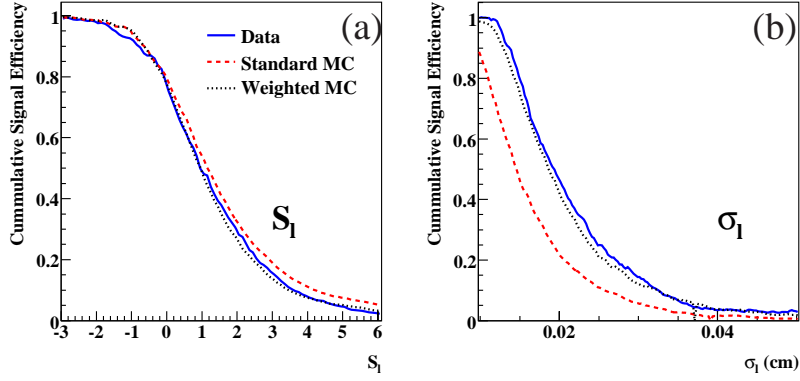 (a)
Data
Standard MC
Weighted MC
S_l
Cummulative Signal Efficiency
1
0.8
0.6
0.4
0.2
0
-3 -2 -1 0 1 2 3 4 5 6
S_l
(b)
σ_l
Cummulative Signal Efficiency
1
0.8
0.6
0.4
0.2
0
0.02 0.04
σ_l (cm)